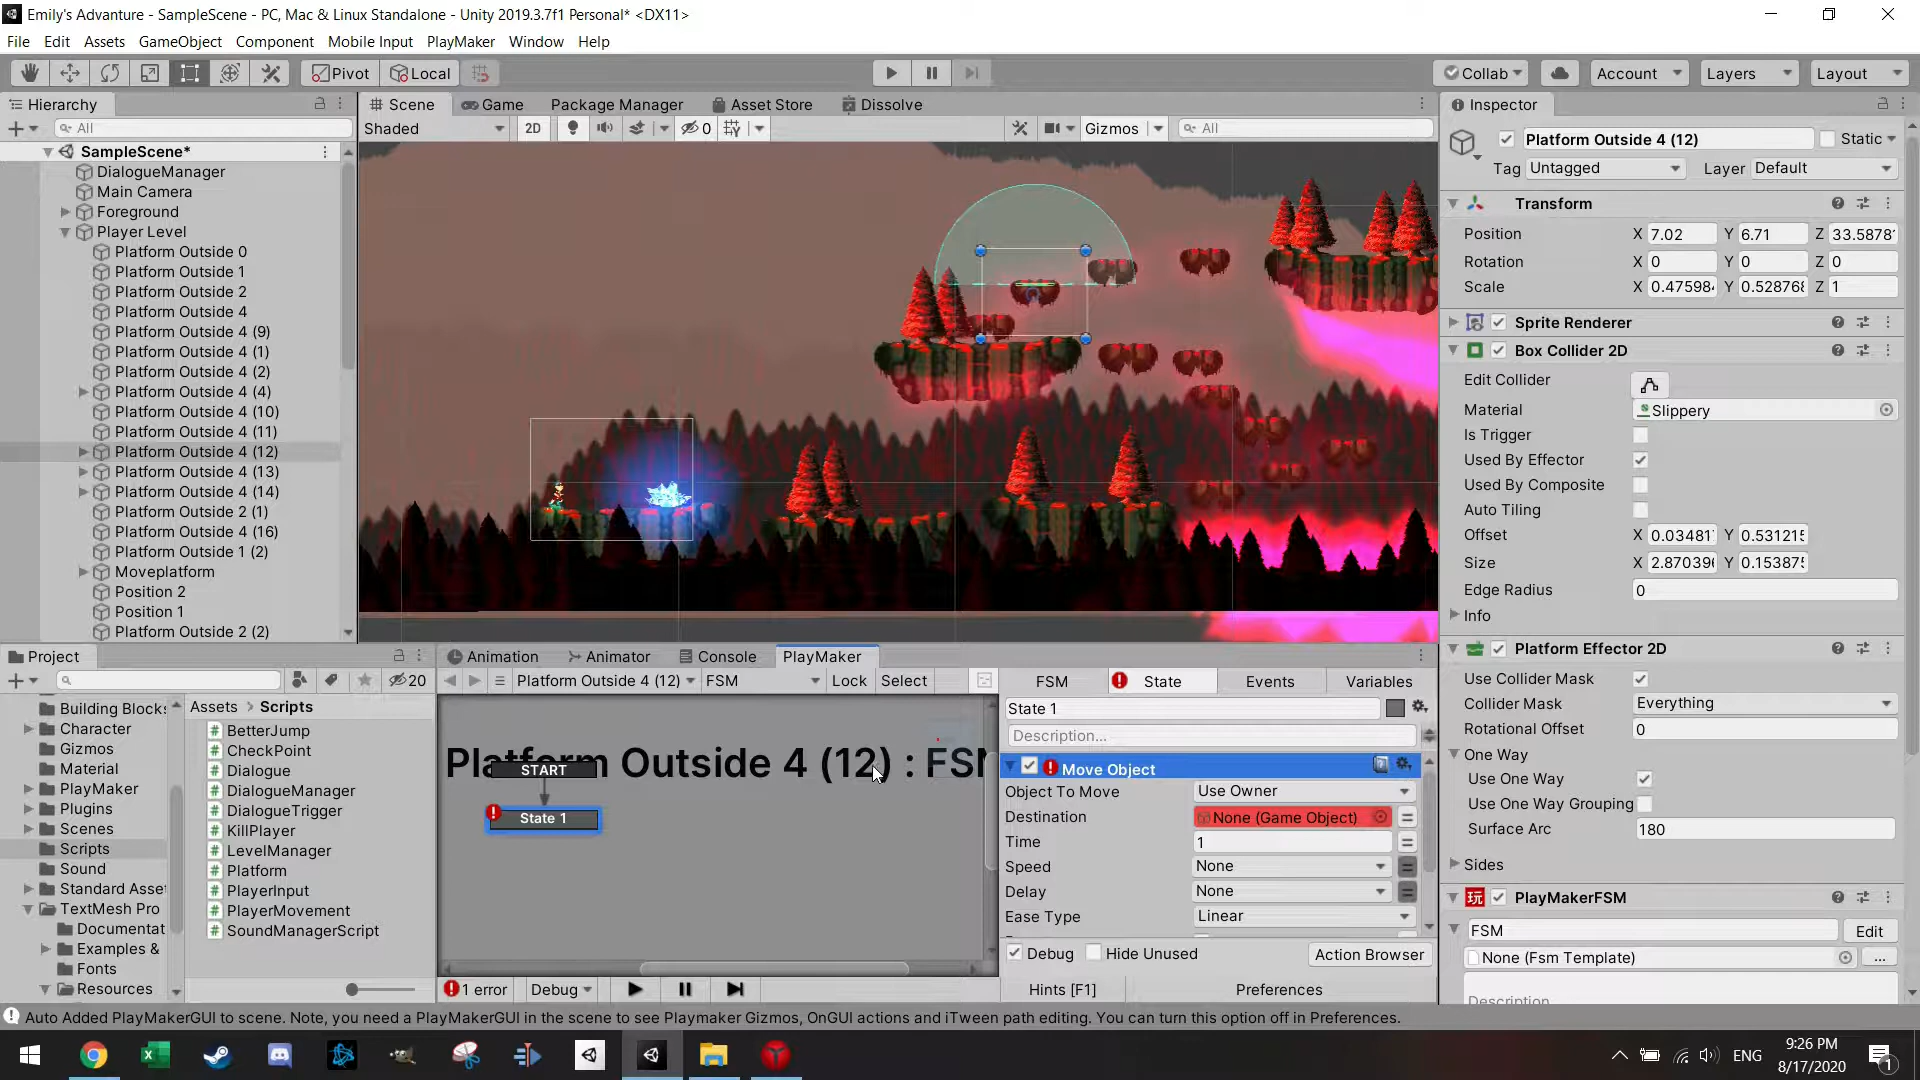 Emily's Advanture - SampleScene - PC, Mac & Linux Standalone - Unity 2019.3.7f1 Personal* <DX11>
File Edit Assets GameObject Component Mobile Input PlayMaker Window Help
Pivot Local Collab Account Layers Layout
Hierarchy
All
SampleScene*
DialogueManager
Main Camera
Foreground
Player Level
Platform Outside 0
Platform Outside 1
Platform Outside 2
Platform Outside 4
Platform Outside 4 (9)
Platform Outside 4 (1)
Platform Outside 4 (2)
Platform Outside 4 (4)
Platform Outside 4 (10)
Platform Outside 4 (11)
Platform Outside 4 (12)
Platform Outside 4 (13)
Platform Outside 4 (14)
Platform Outside 2 (1)
Platform Outside 4 (16)
Platform Outside 1 (2)
Moveplatform
Position 2
Position 1
Platform Outside 2 (2)
Scene Game Package Manager Asset Store Dissolve
Shaded 2D 0 Gizmos All
Inspector
Platform Outside 4 (12) Static
Tag Untagged Layer Default
Transform
Position X 7.02 Y 6.71 Z 33.5878
Rotation X 0 Y 0 Z 0
Scale X 0.47598 Y 0.528768 Z 1
Sprite Renderer
Box Collider 2D
Edit Collider
Material Slippery
Is Trigger
Used By Effector
Used By Composite
Auto Tiling
Offset X 0.03481 Y 0.531215
Size X 2.87039 Y 0.153875
Edge Radius 0
Info
Platform Effector 2D
Use Collider Mask
Collider Mask Everything
Rotational Offset 0
One Way
Use One Way
Use One Way Grouping
Surface Arc 180
Sides
PlayMakerFSM
FSM Edit
None (Fsm Template) ...
Description
Project
20
Building Blocks
Character
Gizmos
Material
PlayMaker
Plugins
Scenes
Scripts
Sound
Standard Asse
TextMesh Pro
Documentat
Examples &
Fonts
Resources
Assets > Scripts
BetterJump
CheckPoint
Dialogue
DialogueManager
DialogueTrigger
KillPlayer
LevelManager
Platform
PlayerInput
PlayerMovement
SoundManagerScript
Animation Animator Console PlayMaker
Platform Outside 4 (12) FSM Lock Select
Platform Outside 4 (12) : FSM
START
State 1
1 error Debug
FSM State Events Variables
State 1
Description...
Move Object
Object To Move Use Owner
Destination None (Game Object)
Time 1
Speed None
Delay None
Ease Type Linear
Debug Hide Unused Action Browser
Hints [F1] Preferences
Auto Added PlayMakerGUI to scene. Note, you need a PlayMakerGUI in the scene to see Playmaker Gizmos, OnGUI actions and iTween path editing. You can turn this option off in Preferences.
ENG
9:26 PM
8/17/2020
1